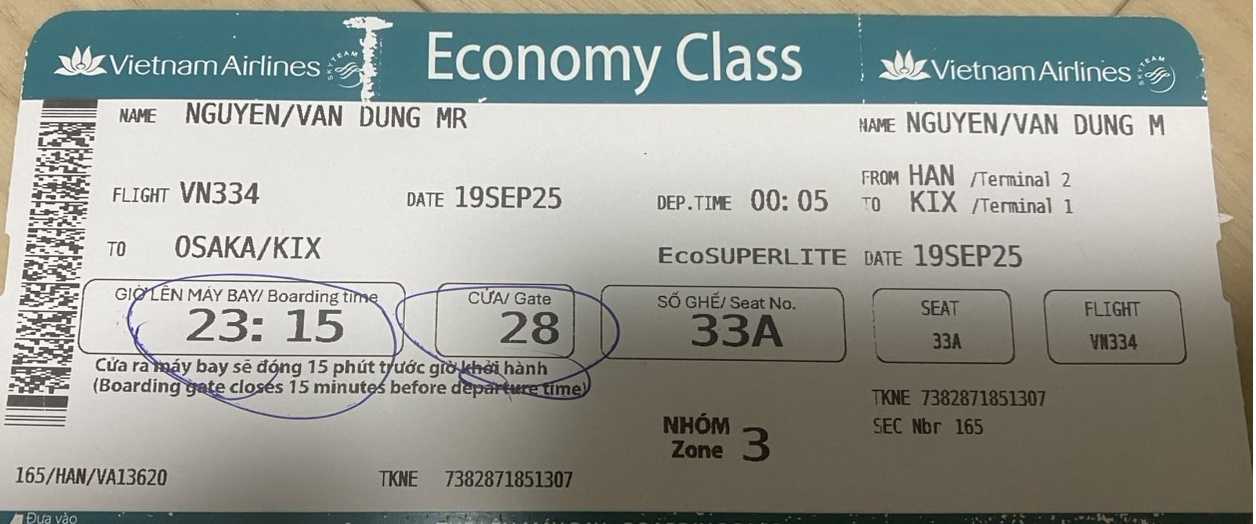 Vietnam Airlines SKYTEAM Economy Class Vietnam Airlines SKYTEAM
NAME NGUYEN/VAN DUNG MR
NAME NGUYEN/VAN DUNG M
FLIGHT VN334 DATE 19SEP25 DEP.TIME 00:05
FROM HAN /Terminal 2
TO KIX /Terminal 1
TO OSAKA/KIX
EcoSUPERLITE DATE 19SEP25
GIỜ LÊN MÁY BAY/ Boarding time
23:15
CỬA/ Gate
28
SỐ GHẾ/ Seat No.
33A
SEAT
33A
FLIGHT
VN334
Cửa ra máy bay sẽ đóng 15 phút trước giờ khởi hành
(Boarding gate closes 15 minutes before departure time)
NHÓM
Zone 3
TKNE 7382871851307
SEC Nbr 165
165/HAN/VA13620 TKNE 7382871851307
Đưa vào